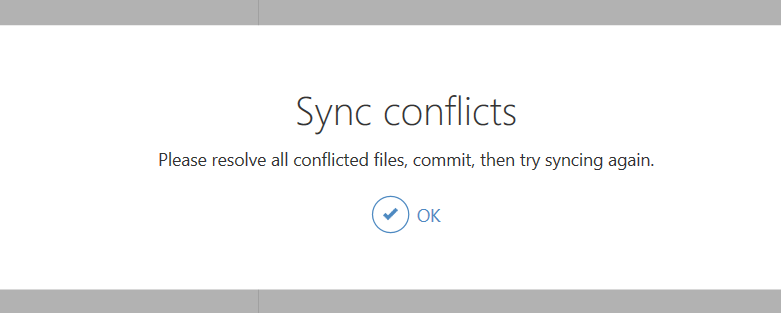 Sync conflicts
Please resolve all conflicted files, commit, then try syncing again.
OK